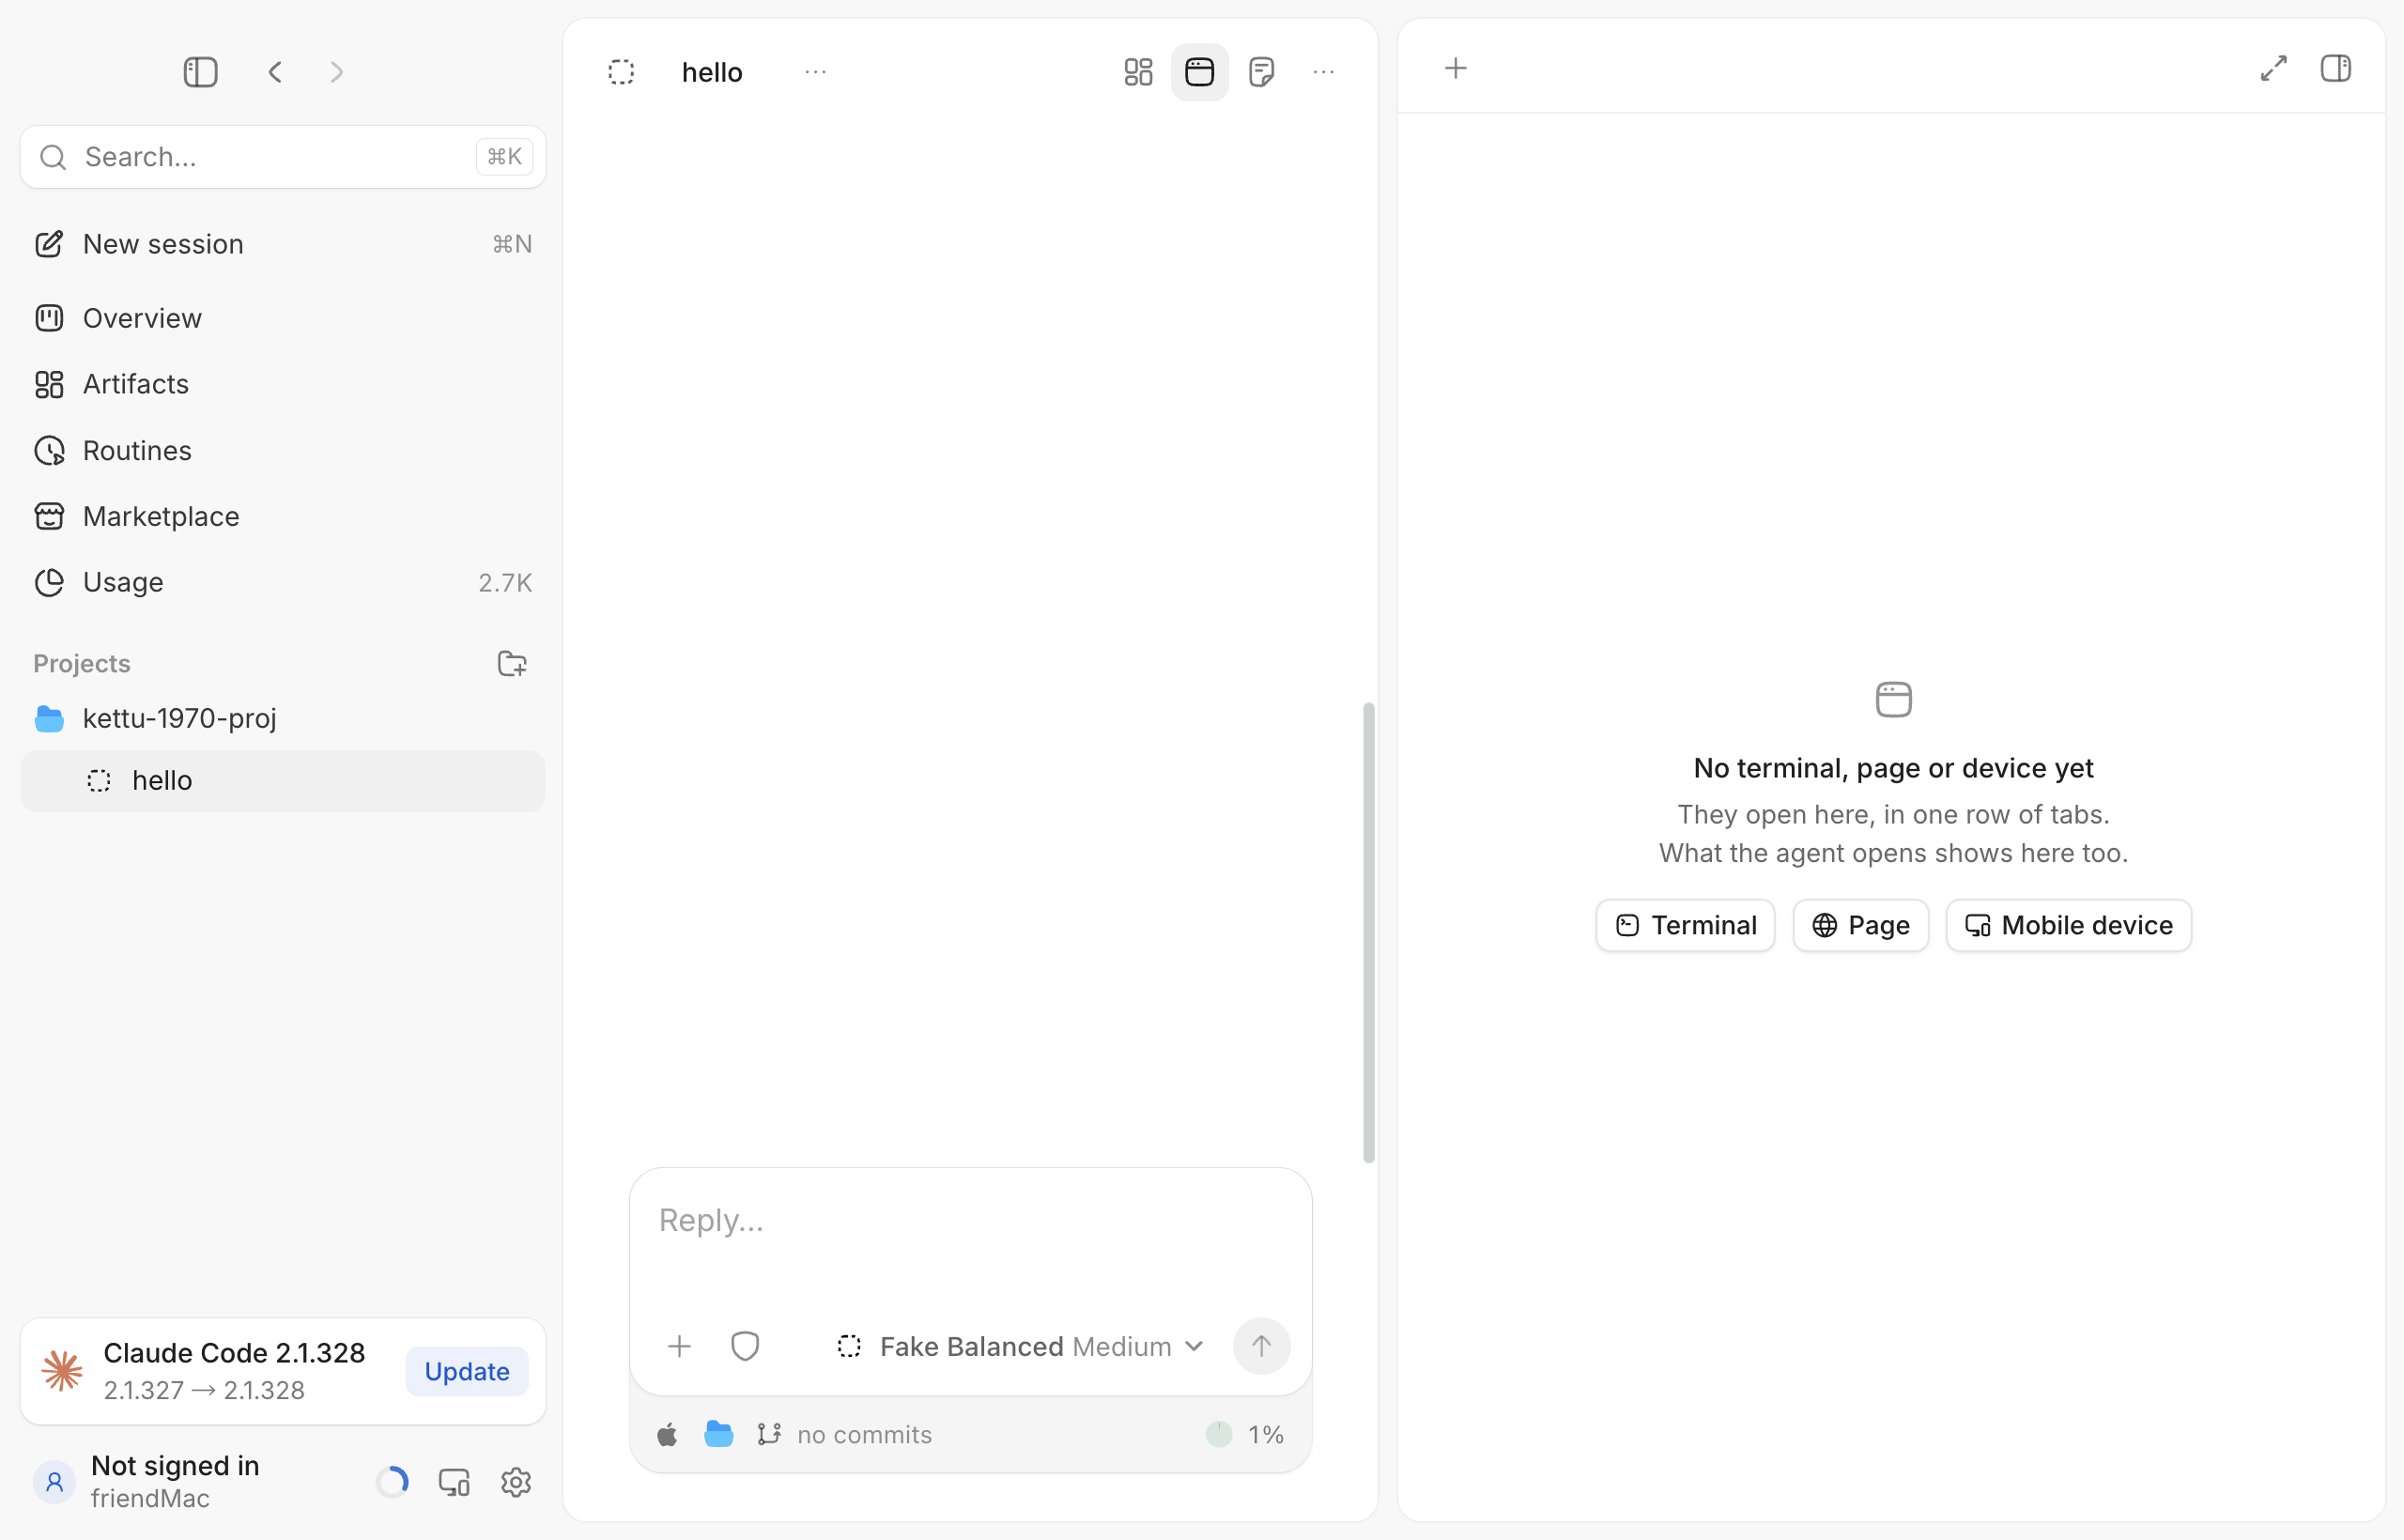 Search...
⌘K
New session
⌘N
Overview
Artifacts
Routines
Marketplace
Usage
2.7K
Projects
kettu-1970-proj
hello
Claude Code 2.1.328
2.1.327 → 2.1.328
Update
Not signed in
friendMac
hello
Reply...
Fake Balanced Medium
no commits
1%
No terminal, page or device yet
They open here, in one row of tabs.
What the agent opens shows here too.
Terminal
Page
Mobile device